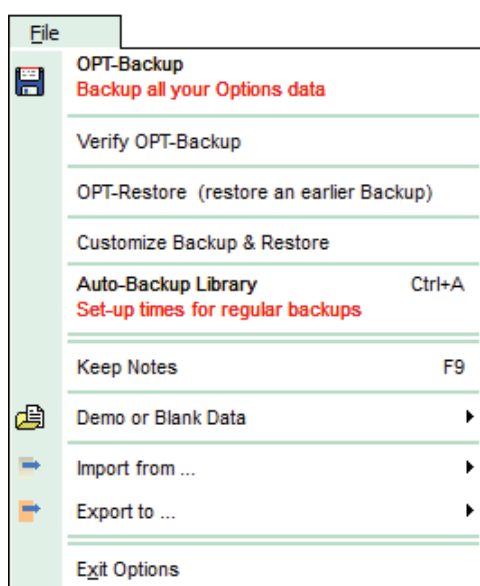 File
OPT-Backup
Backup all your Options data
Verify OPT-Backup
OPT-Restore (restore an earlier Backup)
Customize Backup & Restore
Auto-Backup Library Ctrl+A
Set-up times for regular backups
Keep Notes F9
Demo or Blank Data
Import from ...
Export to ...
Exit Options